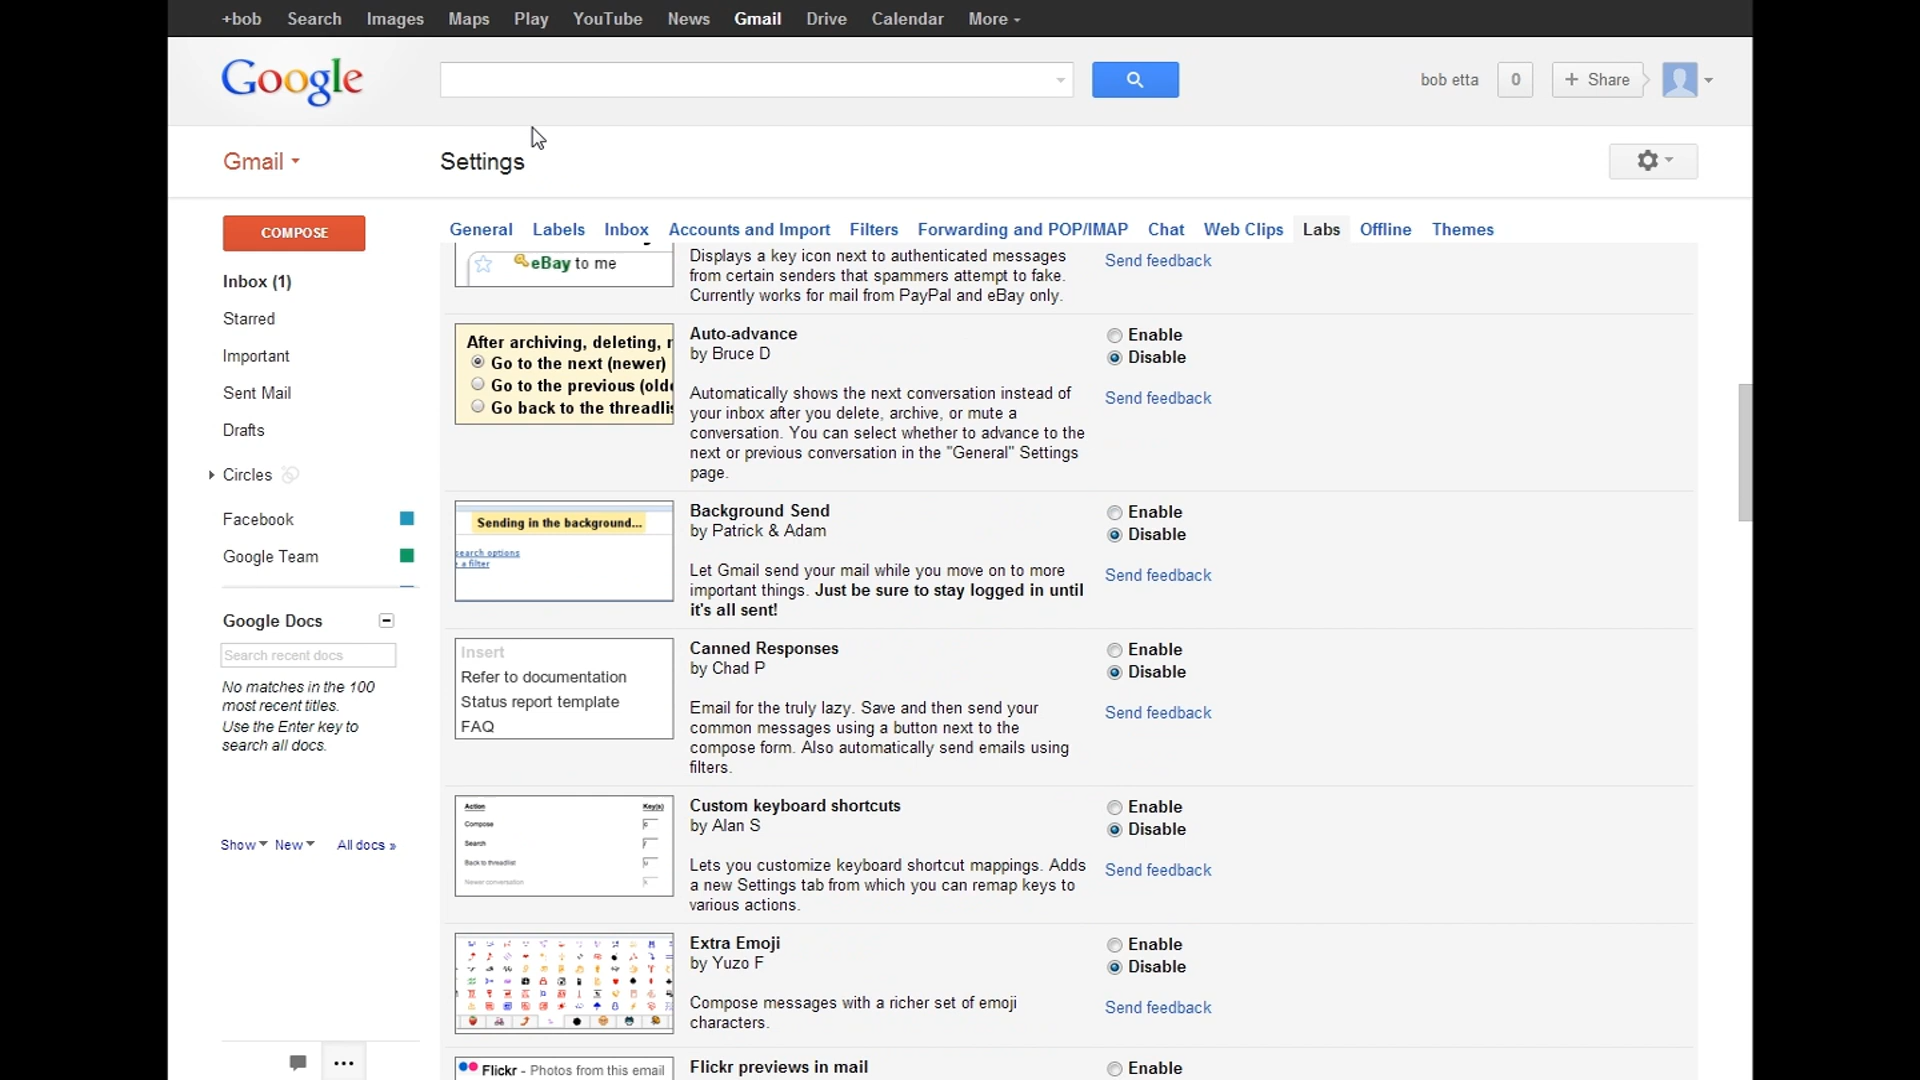 +bob Search Images Maps Play YouTube News Gmail Drive Calendar More
Google
bob etta 0 + Share
Gmail Settings
COMPOSE
Inbox (1)
Starred
Important
Sent Mail
Drafts
Circles
Facebook
Google Team
Google Docs
Search recent docs
No matches in the 100
most recent titles.
Use the Enter key to
search all docs.
Show New All docs »
General Labels Inbox Accounts and Import Filters Forwarding and POP/IMAP Chat Web Clips Labs Offline Themes
eBay to me
Displays a key icon next to authenticated messages
from certain senders that spammers attempt to fake.
Currently works for mail from PayPal and eBay only.
Send feedback
After archiving, deleting,
Go to the next (newer)
Go to the previous
Go back to the
Auto-advance
by Bruce D
Automatically shows the next conversation instead of
your inbox after you delete, archive, or mute a
conversation. You can select whether to advance to the
next or previous conversation in the "General" Settings
page.
Enable
Disable
Send feedback
Sending in the background...
search options
a filter
Background Send
by Patrick & Adam
Let Gmail send your mail while you move on to more
important things. Just be sure to stay logged in until
it's all sent!
Enable
Disable
Send feedback
Insert
Refer to documentation
Status report template
FAQ
Canned Responses
by Chad P
Email for the truly lazy. Save and then send your
common messages using a button next to the
compose form. Also automatically send emails using
filters.
Enable
Disable
Send feedback
Action Key(s)
Compose c
Search /
Back to threadlist u
Newer conversation k
Custom keyboard shortcuts
by Alan S
Lets you customize keyboard shortcut mappings. Adds
a new Settings tab from which you can remap keys to
various actions.
Enable
Disable
Send feedback
Extra Emoji
by Yuzo F
Compose messages with a richer set of emoji
characters.
Enable
Disable
Send feedback
Flickr - Photos from this email
Flickr previews in mail
Enable